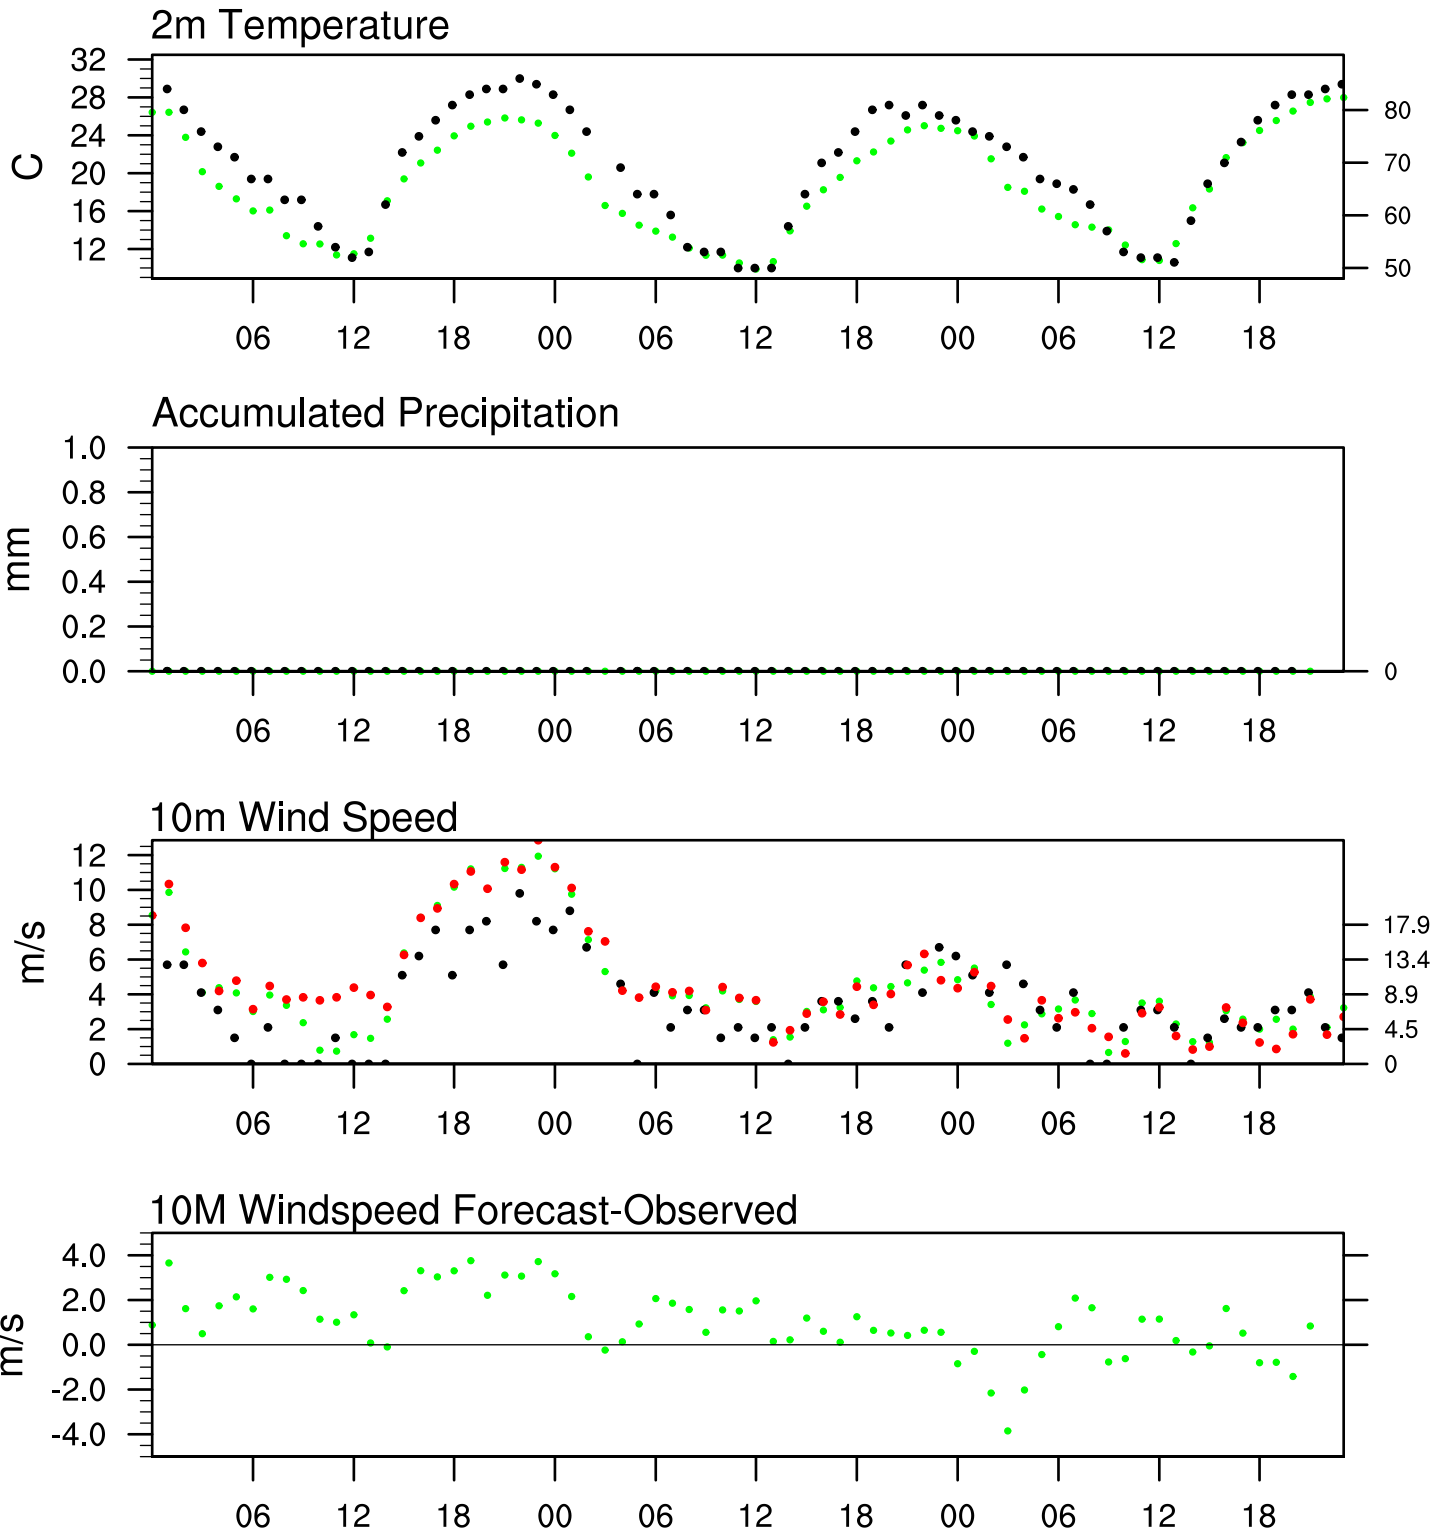 2m Temperature
32
28
24
20
16
12
C
80
70
60
50
06 12 18 00 06 12 18 00 06 12 18
Accumulated Precipitation
1.0
0.8
0.6
0.4
0.2
0.0
mm
0
06 12 18 00 06 12 18 00 06 12 18
10m Wind Speed
12
10
8
6
4
2
0
m/s
17.9
13.4
8.9
4.5
0
06 12 18 00 06 12 18 00 06 12 18
10M Windspeed Forecast-Observed
4.0
2.0
0.0
-2.0
-4.0
m/s
06 12 18 00 06 12 18 00 06 12 18